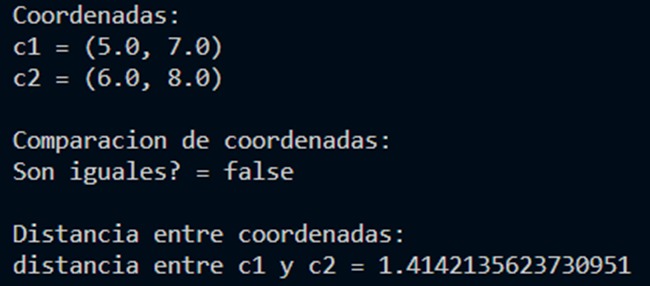 Coordenadas:
c1 = (5.0, 7.0)
c2 = (6.0, 8.0)
Comparacion de coordenadas:
Son iguales? = false
Distancia entre coordenadas:
distancia entre c1 y c2 = 1.4142135623730951